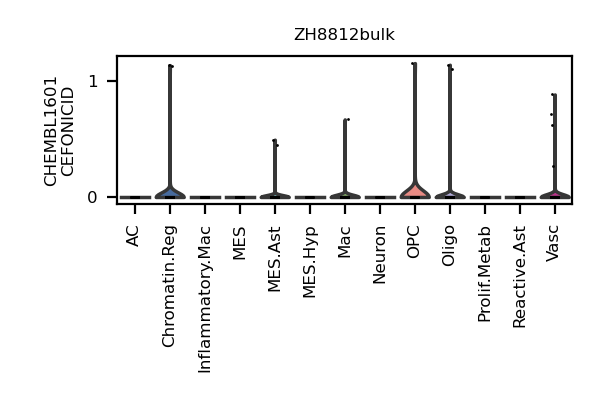 ZH8812bulk
CHEMBL1601
CEFONICID
1
0
AC
Chromatin.Reg
Inflammatory.Mac
MES
MES.Ast
MES.Hyp
Mac
Neuron
OPC
Oligo
Prolif.Metab
Reactive.Ast
Vasc